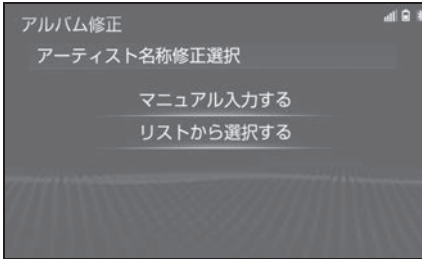 アルバム修正
アーティスト名称修正選択
マニュアル入力する
リストから選択する